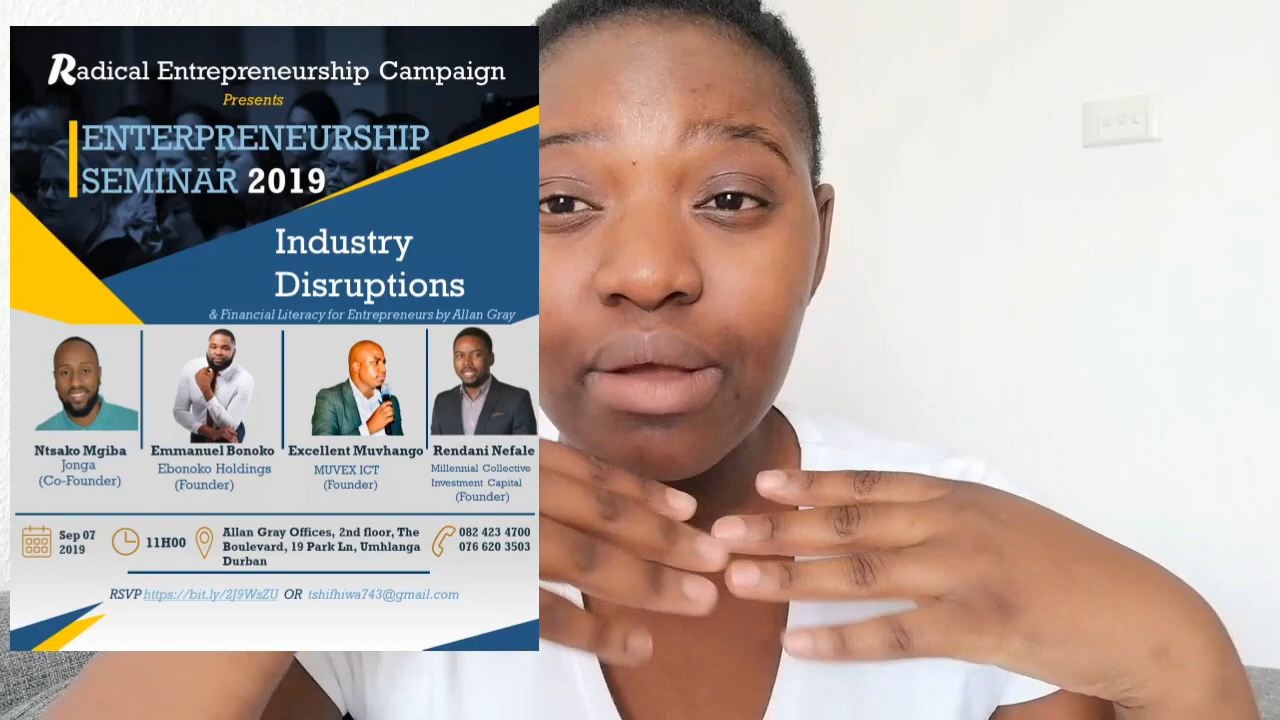 Radical Entrepreneurship Campaign
Presents
ENTERPRENEURSHIP
SEMINAR 2019
Industry
Disruptions
& Financial Literacy for Entrepreneurs by Allan Gray
Ntsako Mgiba
Jonga
(Co-Founder)
Emmanuel Bonoko
Ebonoko Holdings
(Founder)
Excellent Muvhango
MUVEX ICT
(Founder)
Rendani Nefale
Millennial Collective
Investment Capital
(Founder)
Sep 07
2019
11H00
Allan Gray Offices, 2nd floor, The
Boulevard, 19 Park Ln, Umhlanga
Durban
082 423 4700
076 620 3503
RSVP https://bit.ly/2J9WsZU OR tshifhiwa743@gmail.com